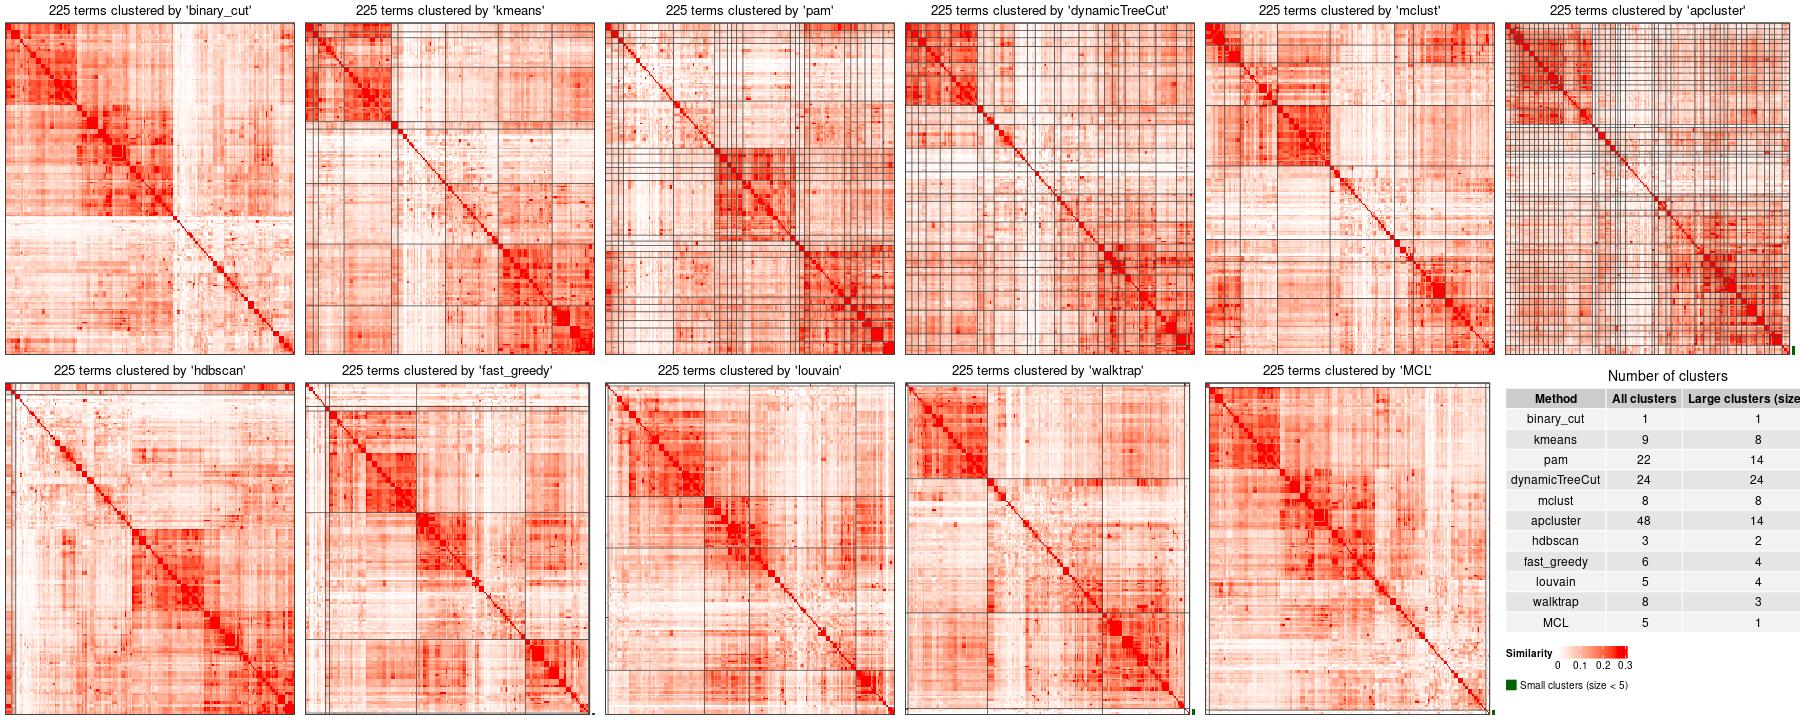 225 terms clustered by 'binary_cut'
225 terms clustered by 'kmeans'
225 terms clustered by 'pam'
225 terms clustered by 'dynamicTreeCut'
225 terms clustered by 'mclust'
225 terms clustered by 'apcluster'
225 terms clustered by 'hdbscan'
225 terms clustered by 'fast_greedy'
225 terms clustered by 'louvain'
225 terms clustered by 'walktrap'
225 terms clustered by 'MCL'
Number of clusters
Method All clusters Large clusters (size
binary_cut 1 1
kmeans 9 8
pam 22 14
dynamicTreeCut 24 24
mclust 8 8
apcluster 48 14
hdbscan 3 2
fast_greedy 6 4
louvain 5 4
walktrap 8 3
MCL 5 1
Similarity
0 0.1 0.2 0.3
Small clusters (size < 5)